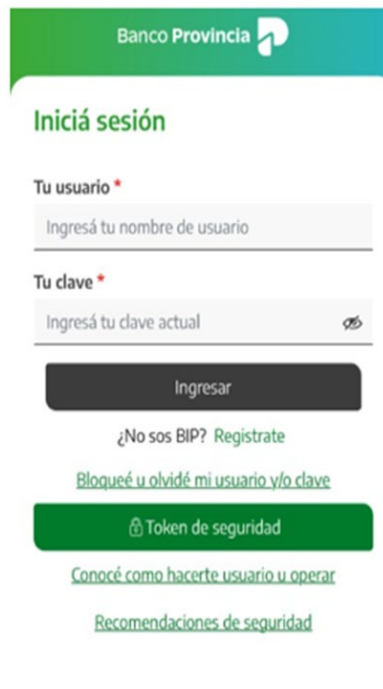 Banco Provincia
Iniciá sesión
Tu usuario *
Ingresá tu nombre de usuario
Tu clave *
Ingresá tu clave actual
Ingresar
¿No sos BIP? Registrate
Bloqueé u olvidé mi usuario y/o clave
Token de seguridad
Conocé como hacerte usuario u operar
Recomendaciones de seguridad